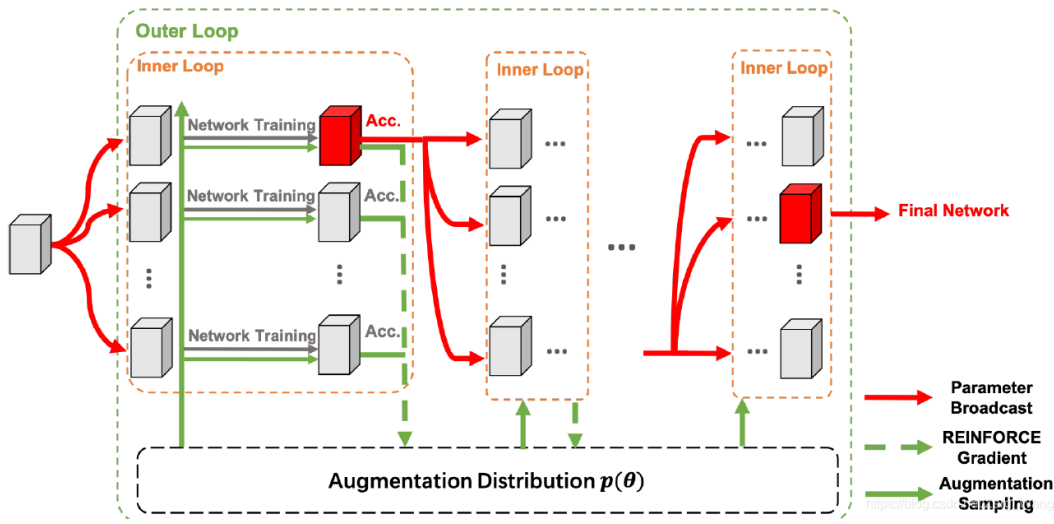 Outer Loop
Inner Loop
Inner Loop
Inner Loop
Network Training
Acc.
...
...
Network Training
Acc.
...
...
Final Network
...
...
...
...
...
...
Network Training
Acc.
...
...
Parameter
Broadcast
REINFORCE
Gradient
Augmentation Distribution p(θ)
Augmentation
Sampling